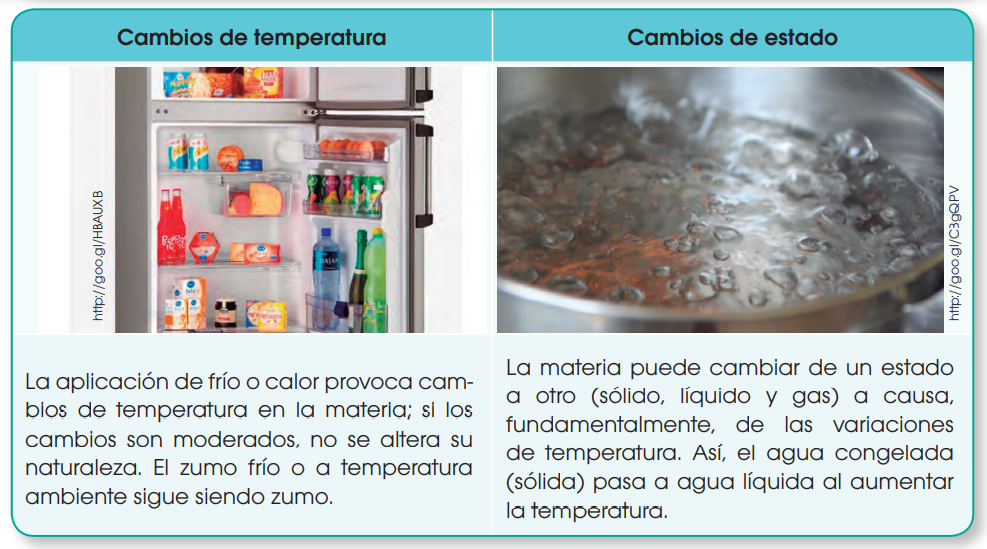 Cambios de temperatura
Cambios de estado
http://goo.gl/HBAUXB
http://goo.gl/C3gQPV
La aplicación de frío o calor provoca cam-
bios de temperatura en la materia; si los
cambios son moderados, no se altera su
naturaleza. El zumo frío o a temperatura
ambiente sigue siendo zumo.
La materia puede cambiar de un estado
a otro (sólido, líquido y gas) a causa,
fundamentalmente, de las variaciones
de temperatura. Así, el agua congelada
(sólida) pasa a agua líquida al aumentar
la temperatura.